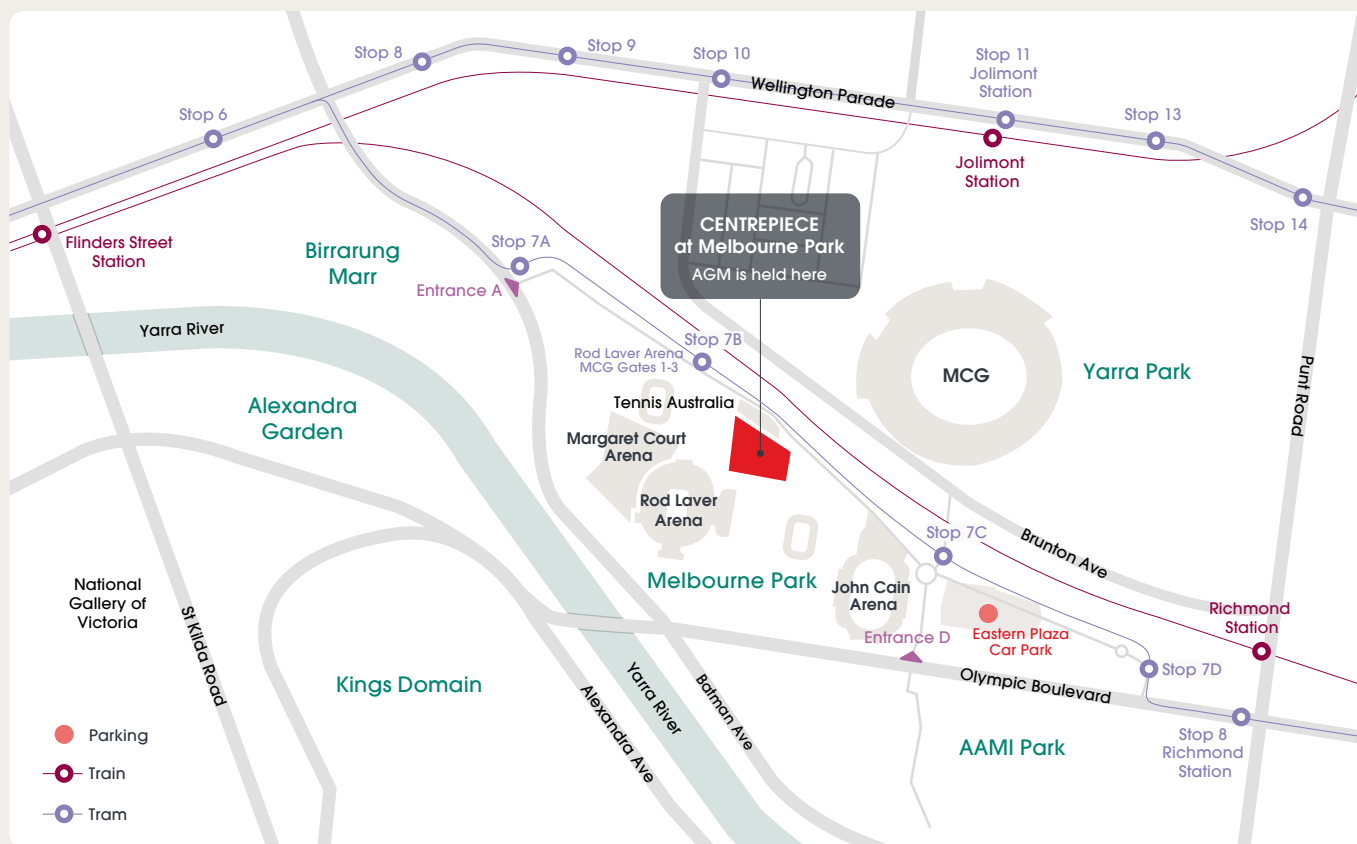 Stop 8
Stop 9
Stop 10
Stop 11
Jolimont
Station
Wellington Parade
Stop 6
Stop 13
Jolimont
Station
Stop 14
Flinders Street
Station
Birrarung
Marr
Stop 7A
Entrance A
CENTREPIECE
at Melbourne Park
AGM is held here
Yarra River
Stop 7B
Rod Laver Arena
MCG Gates 1-3
MCG
Yarra Park
Punt Road
Alexandra
Garden
Tennis Australia
Margaret Court
Arena
Rod Laver
Arena
Stop 7C
Brunton Ave
National
Gallery of
Victoria
St Kilda Road
Melbourne Park
John Cain
Arena
Richmond
Station
Entrance D
Eastern Plaza
Car Park
Stop 7D
Olympic Boulevard
Kings Domain
Alexandra Ave
Yarra River
Batman Ave
AAMI Park
Stop 8
Richmond
Station
Parking
Train
Tram